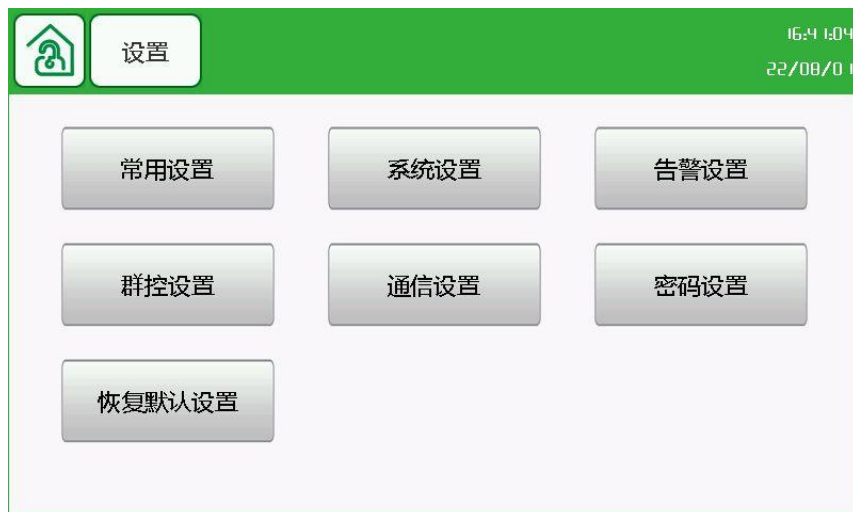 设置
16:41:04
22/08/01
常用设置
系统设置
告警设置
群控设置
通信设置
密码设置
恢复默认设置